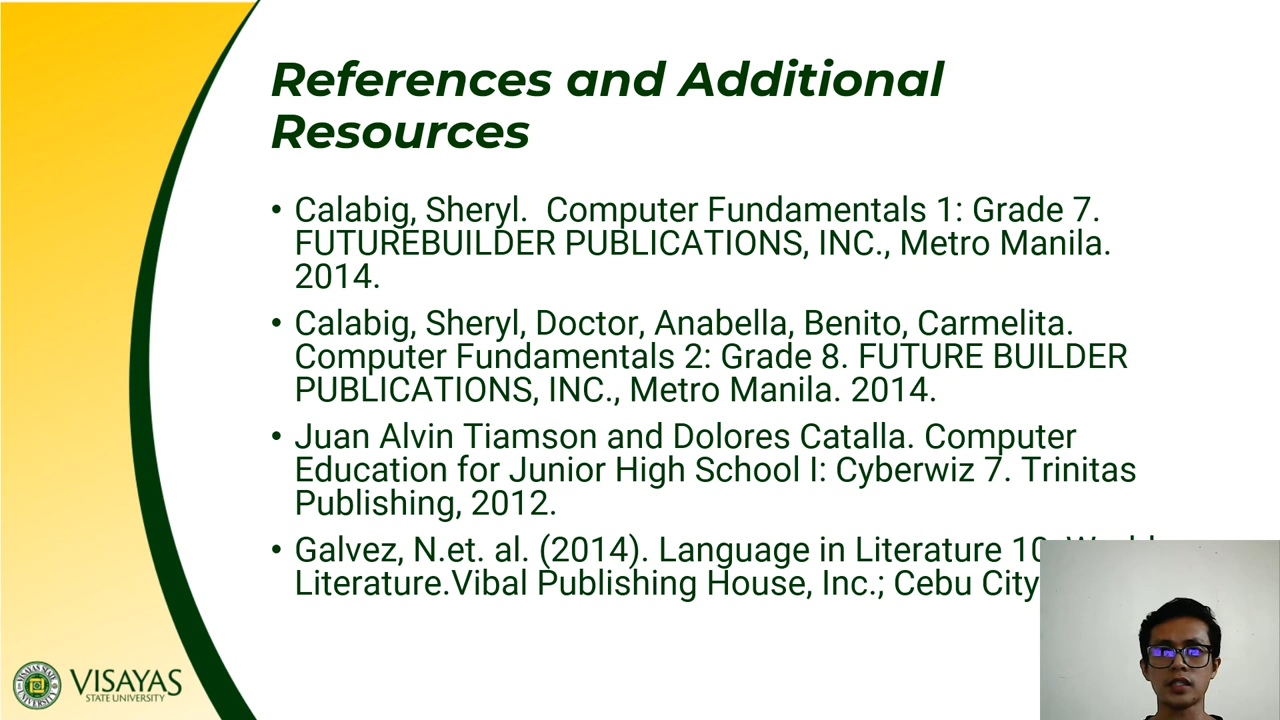 References and Additional
Resources
• Calabig, Sheryl.  Computer Fundamentals 1: Grade 7.
FUTUREBUILDER PUBLICATIONS, INC., Metro Manila.
2014.
• Calabig, Sheryl, Doctor, Anabella, Benito, Carmelita.
Computer Fundamentals 2: Grade 8. FUTURE BUILDER
PUBLICATIONS, INC., Metro Manila. 2014.
• Juan Alvin Tiamson and Dolores Catalla. Computer
Education for Junior High School I: Cyberwiz 7. Trinitas
Publishing, 2012.
• Galvez, N.et. al. (2014). Language in Literature 10
Literature.Vibal Publishing House, Inc.; Cebu City
VISAYAS
STATE UNIVERSITY